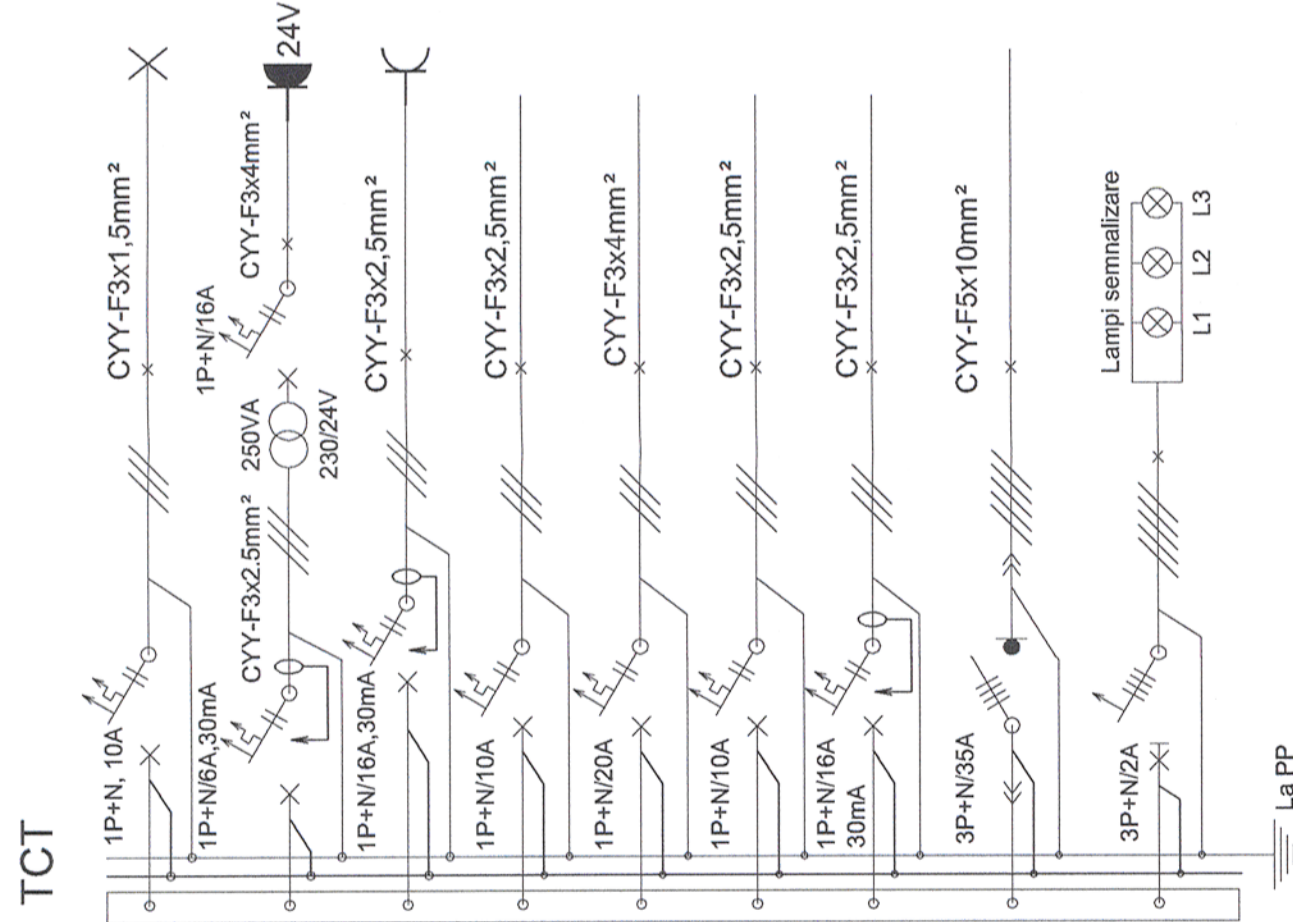 TCT
CYY-F3x1,5mm²
1P+N, 10A
24V
CYY-F3x4mm²
1P+N/16A
250VA
230/24V
CYY-F3x2.5mm²
1P+N/6A,30mA
CYY-F3x2,5mm²
1P+N/16A,30mA
CYY-F3x2,5mm²
1P+N/10A
CYY-F3x4mm²
1P+N/20A
CYY-F3x2,5mm²
1P+N/10A
CYY-F3x2,5mm²
1P+N/16A
30mA
CYY-F5x10mm²
3P+N/35A
Lampi semnalizare
L1 L2 L3
3P+N/2A
La PP